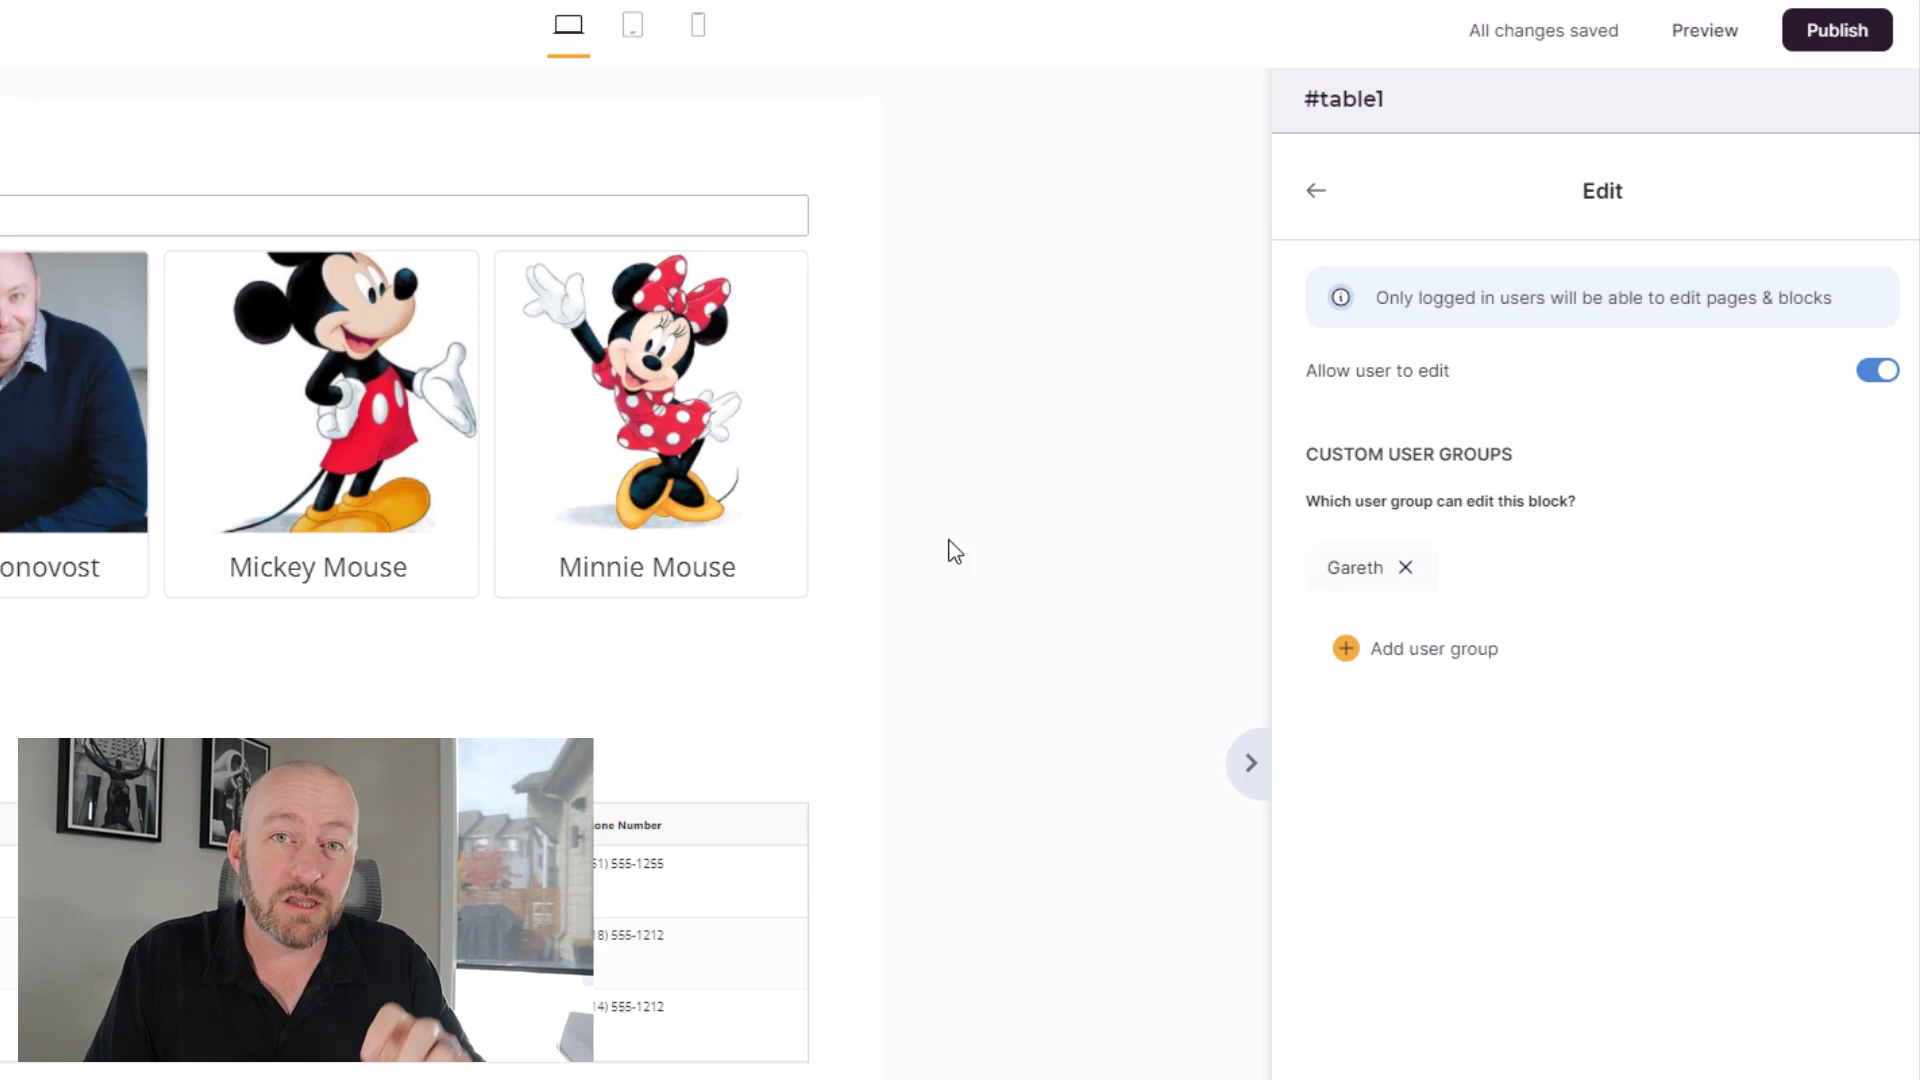 All changes saved
Preview
Publish
#table1
Edit
Only logged in users will be able to edit pages & blocks
Allow user to edit
CUSTOM USER GROUPS
Which user group can edit this block?
Gareth
Add user group
onovost
Mickey Mouse
Minnie Mouse
one Number
51) 555-1255
8) 555-1212
4) 555-1212